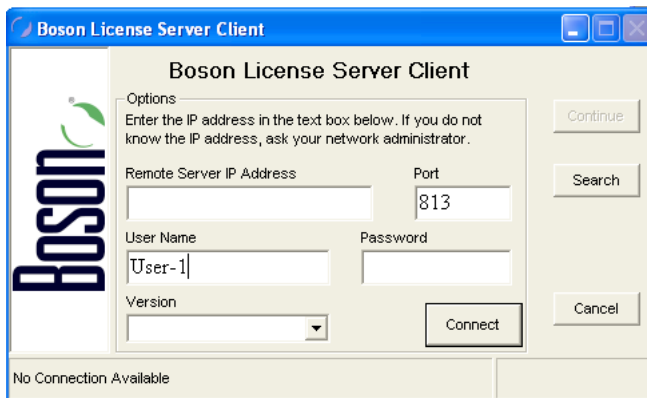 Boson License Server Client
Boson
Boson License Server Client
Options
Enter the IP address in the text box below. If you do not
know the IP address, ask your network administrator.
Remote Server IP Address
Port
813
User Name
Password
User-1
Version
Connect
Continue
Search
Cancel
No Connection Available